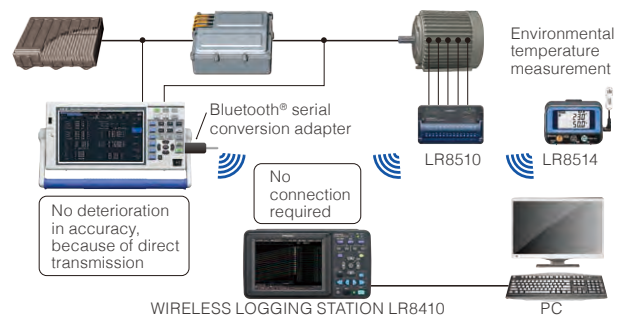 Environmental
temperature
measurement
Bluetooth® serial
conversion adapter
LR8510
LR8514
No deterioration
in accuracy,
because of direct
transmission
No
connection
required
WIRELESS LOGGING STATION LR8410
PC